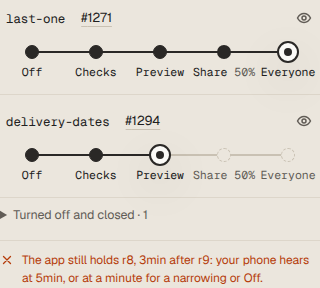 last-one #1271
Off Checks Preview Share 50% Everyone
delivery-dates #1294
Off Checks Preview Share 50% Everyone
Turned off and closed · 1
The app still holds r8, 3min after r9: your phone hears
at 5min, or at a minute for a narrowing or Off.